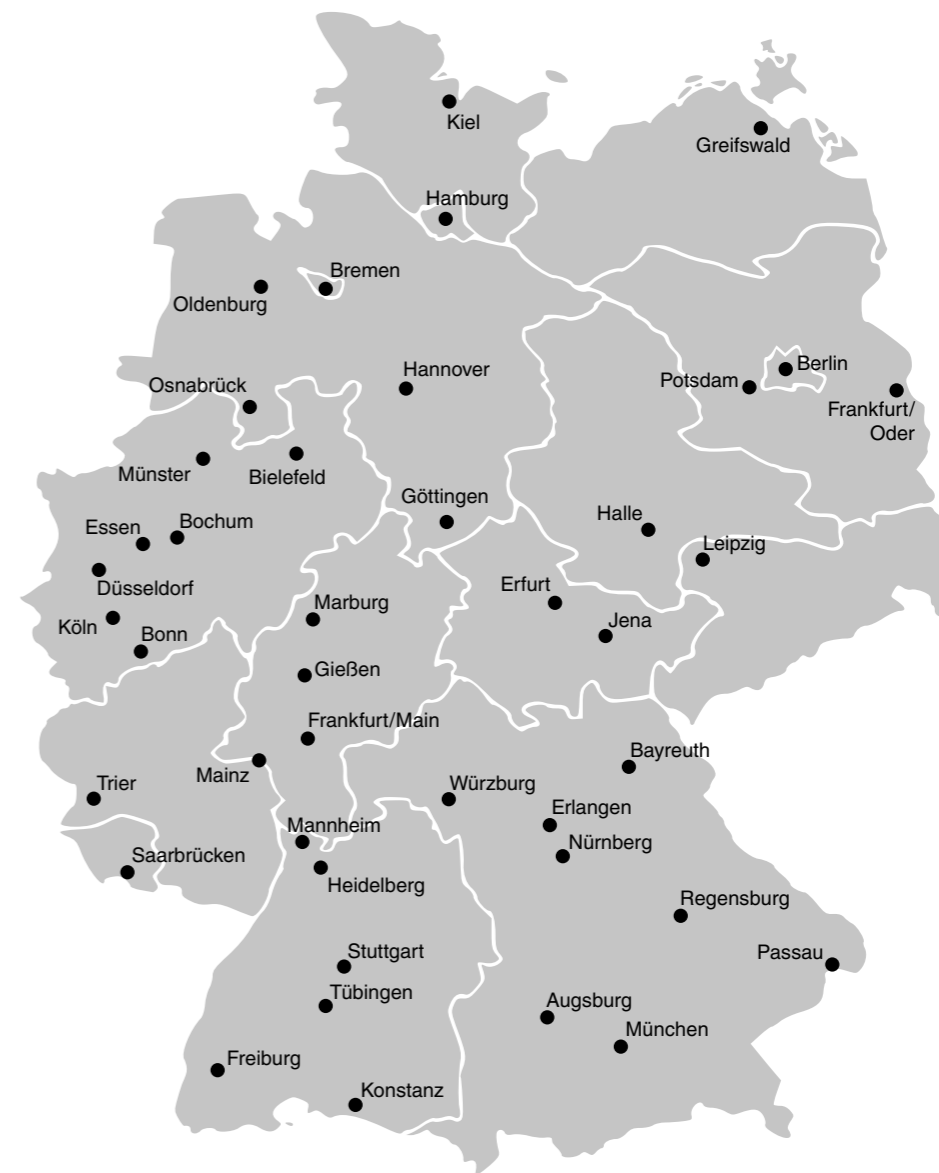 Kiel
Greifswald
Hamburg
Bremen
Oldenburg
Hannover
Berlin
Potsdam
Osnabrück
Frankfurt/
Oder
Münster
Bielefeld
Göttingen
Halle
Essen
Bochum
Leipzig
Düsseldorf
Erfurt
Marburg
Jena
Köln
Bonn
Gießen
Frankfurt/Main
Bayreuth
Mainz
Trier
Würzburg
Erlangen
Mannheim
Nürnberg
Saarbrücken
Heidelberg
Regensburg
Stuttgart
Passau
Tübingen
Augsburg
München
Freiburg
Konstanz